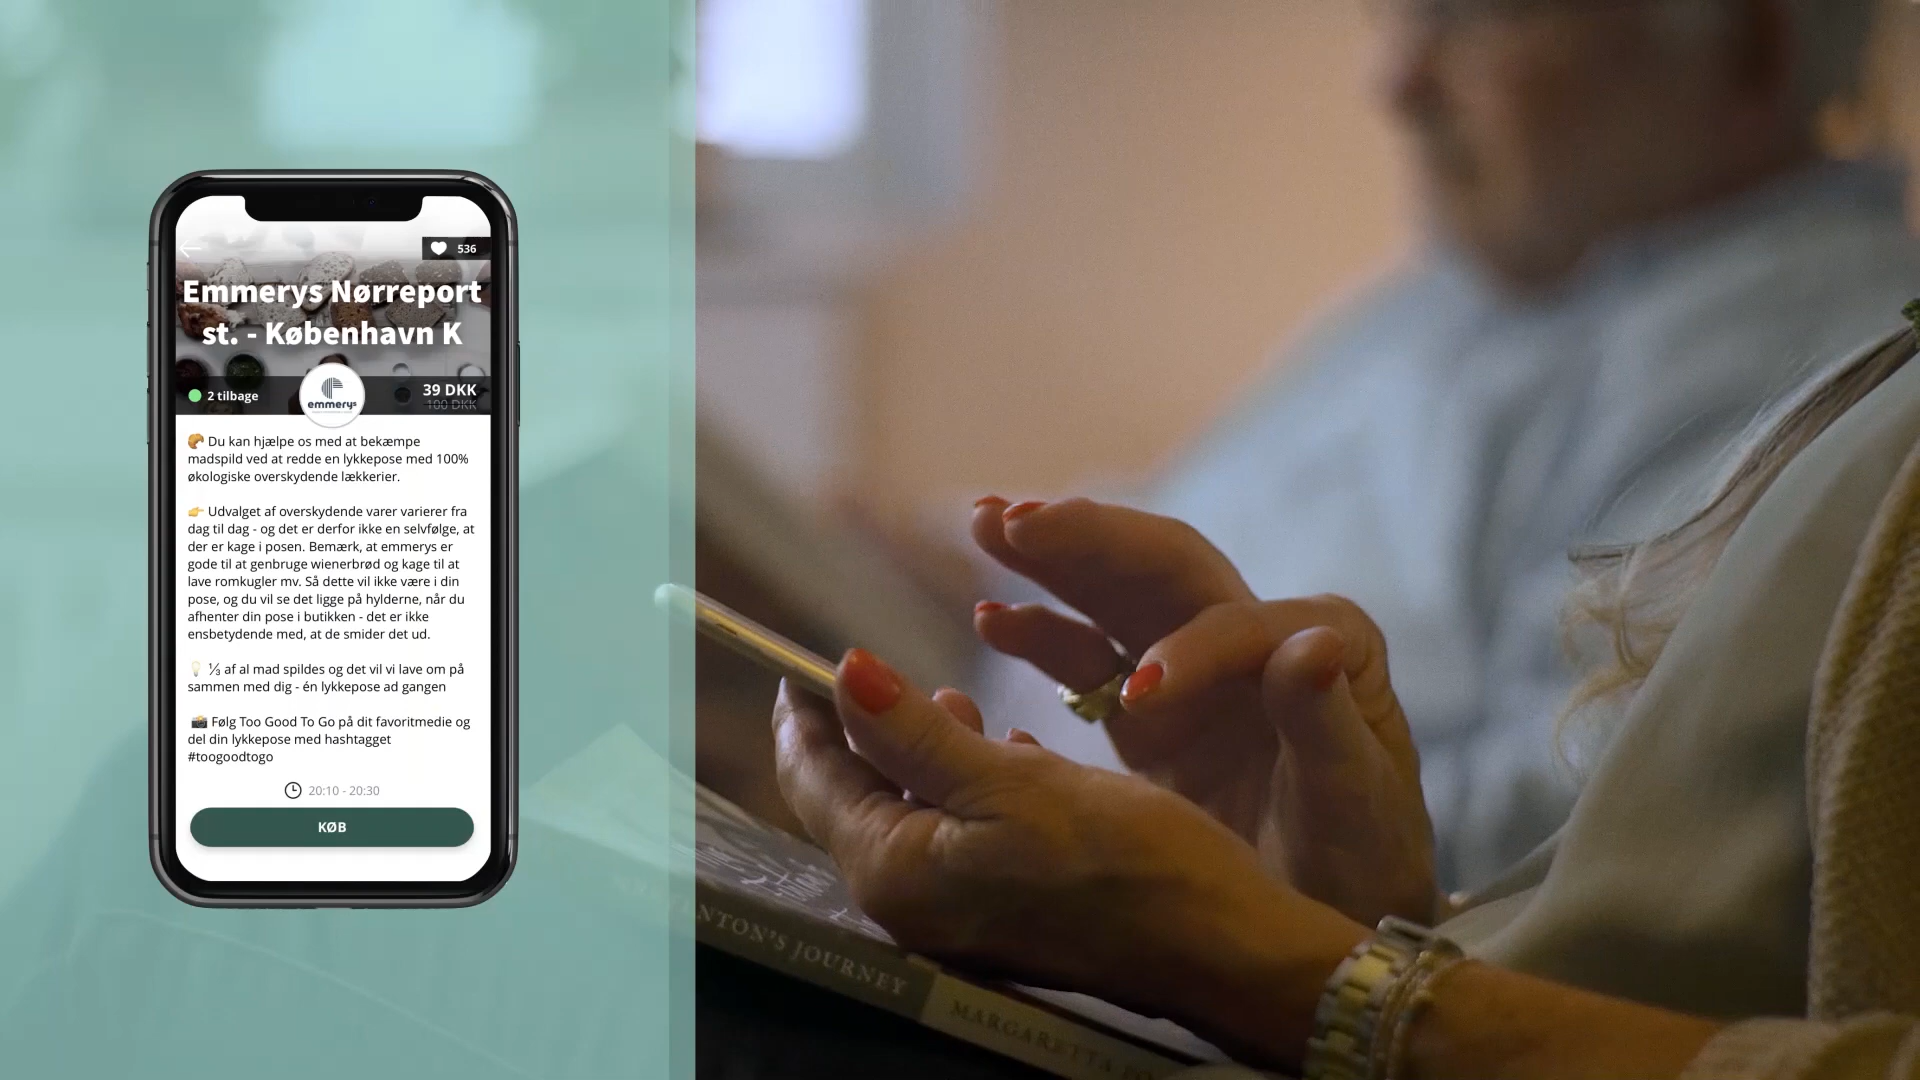 536
Emmerys Nørreport
st. - København K
2 tilbage
emmerys
39 DKK
100 DKK
🥐 Du kan hjælpe os med at bekæmpe
madspild ved at redde en lykkepose med 100%
økologiske overskydende lækkerier.
👉 Udvalget af overskydende varer varierer fra
dag til dag - og det er derfor ikke en selvfølge, at
der er kage i posen. Bemærk, at emmerys er
gode til at genbruge wienerbrød og kage til at
lave romkugler mv. Så dette vil ikke være i din
pose, og du vil se det ligge på hylderne, når du
afhenter din pose i butikken - det er ikke
ensbetydende med, at de smider det ud.
💡 ⅓ af al mad spildes og det vil vi lave om på
sammen med dig - én lykkepose ad gangen
📸 Følg Too Good To Go på dit favoritmedie og
del din lykkepose med hashtagget
#toogoodtogo
20:10 - 20:30
KØB
NTON'S JOURNEY
MARGARETTA